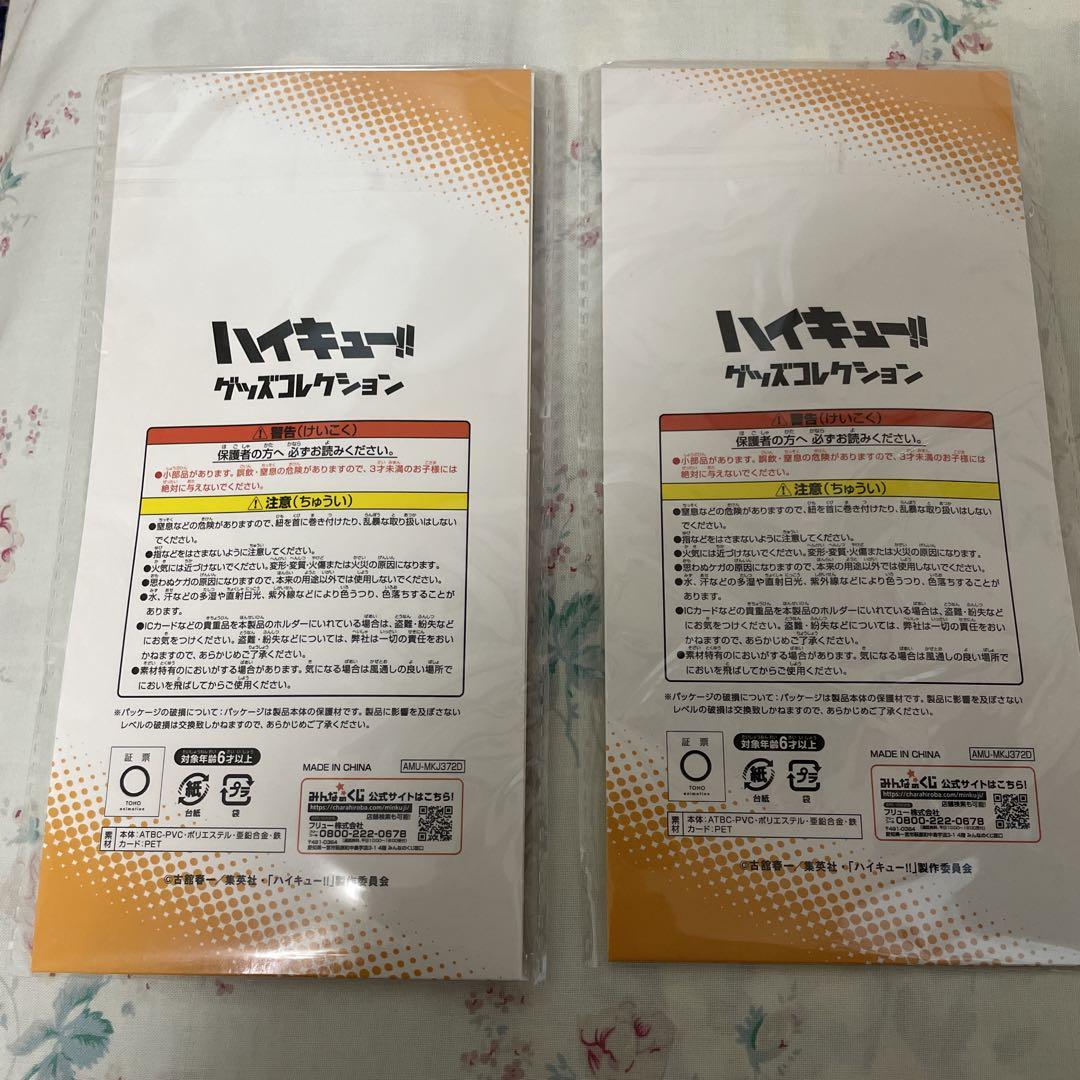 ハイキュー!!
グッズコレクション
⚠警告(けいこく)
保護者の方へ 必ずお読みください。
●小部品があります。誤飲・窒息の危険がありますので、3才未満のお子様には
絶対に与えないでください。
⚠注意(ちゅうい)
●窒息などの危険がありますので、紐を首に巻き付けたり、乱暴な取り扱いはしない
でください。
●指などをはさまないように注意してください。
●火気には近づけないでください。変形・変質・火傷または火災の原因になります。
●思わぬケガの原因になりますので、本来の用途以外では使用しないでください。
●水、汗などの多湿や直射日光、紫外線などにより色うつり、色落ちすることが
あります。
●ICカードなどの貴重品を本製品のホルダーにいれている場合は、盗難・紛失など
にお気をつけください。盗難・紛失などについては、弊社は一切の責任をおい
かねますので、あらかじめご了承ください。
●素材特有のにおいがする場合があります。気になる場合は風通しの良い場所で
においを飛ばしてからご使用ください。
※パッケージの破損について:パッケージは製品本体の保護材です。製品に影響を及ぼさない
レベルの破損は交換致しかねますので、あらかじめご了承ください。
証票
TOHO
animation
対象年齢6才以上
紙
台紙
プラ
袋
MADE IN CHINA
AMU-MKJ372D
みんなのくじ 公式サイトはこちら!
https://charahiroba.com/minkuji/
店舗検索も可能!
フリュー株式会社
0800-222-0678
素材
本体:ATBC-PVC・ポリエステル・亜鉛合金・鉄
カード:PET
©古舘春一/集英社・「ハイキュー!!」製作委員会
ハイキュー!!
グッズコレクション
⚠警告(けいこく)
保護者の方へ 必ずお読みください。
●小部品があります。誤飲・窒息の危険がありますので、3才未満のお子様には
絶対に与えないでください。
⚠注意(ちゅうい)
●窒息などの危険がありますので、紐を首に巻き付けたり、乱暴な取り扱いはしない
でください。
●指などをはさまないように注意してください。
●火気には近づけないでください。変形・変質・火傷または火災の原因になります。
●思わぬケガの原因になりますので、本来の用途以外では使用しないでください。
●水、汗などの多湿や直射日光、紫外線などにより色うつり、色落ちすることが
あります。
●ICカードなどの貴重品を本製品のホルダーにいれている場合は、盗難・紛失など
にお気をつけください。盗難・紛失などについては、弊社は一切の責任をおい
かねますので、あらかじめご了承ください。
●素材特有のにおいがする場合があります。気になる場合は風通しの良い場所で
においを飛ばしてからご使用ください。
※パッケージの破損について:パッケージは製品本体の保護材です。製品に影響を及ぼさない
レベルの破損は交換致しかねますので、あらかじめご了承ください。
証票
TOHO
animation
対象年齢6才以上
紙
台紙
プラ
袋
MADE IN CHINA
AMU-MKJ372D
みんなのくじ 公式サイトはこちら!
https://charahiroba.com/minkuji/
店舗検索も可能!
フリュー株式会社
0800-222-0678
素材
本体:ATBC-PVC・ポリエステル・亜鉛合金・鉄
カード:PET
©古舘春一/集英社・「ハイキュー!!」製作委員会